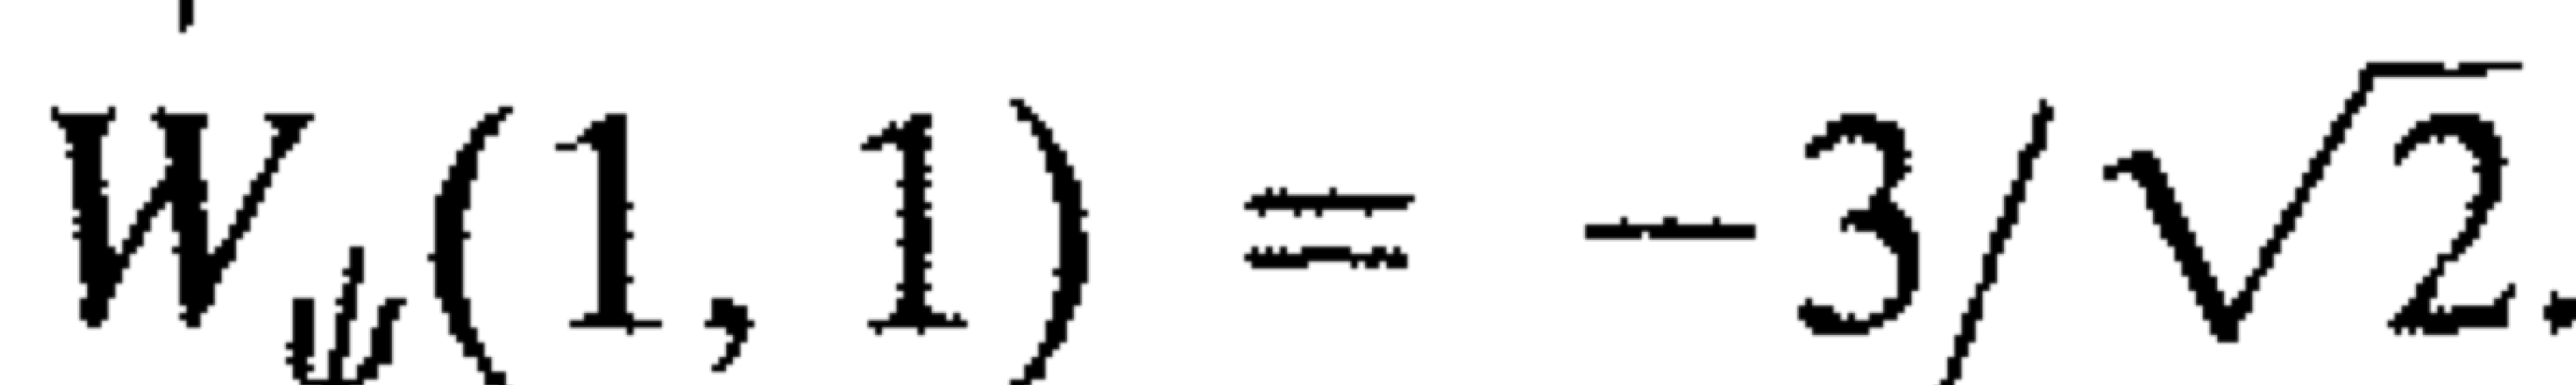 W_ψ(1, 1) = −3/√2.